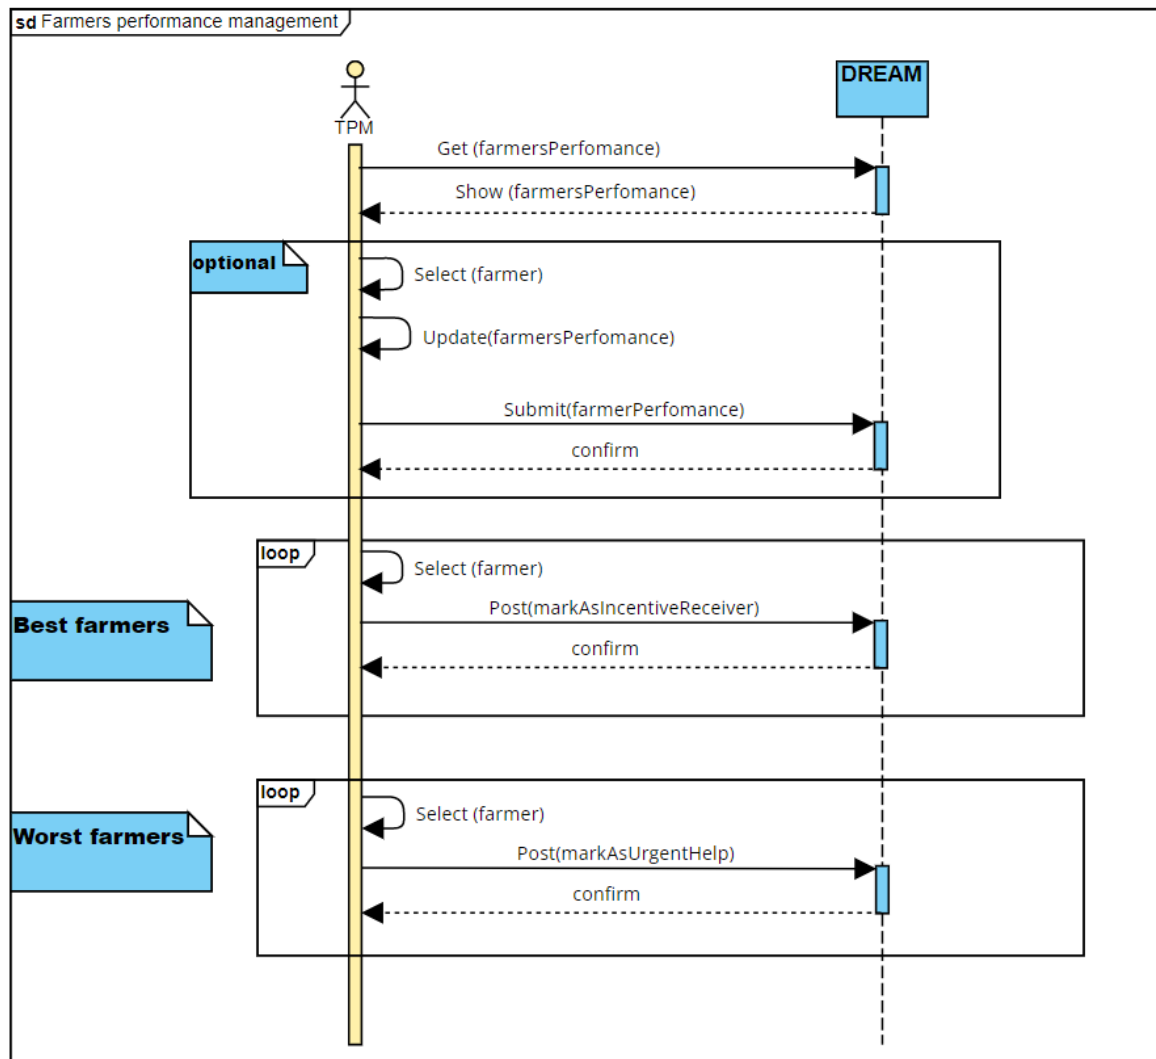 sd Farmers performance management
DREAM
TPM
Get (farmersPerfomance)
Show (farmersPerfomance)
optional
Select (farmer)
Update(farmersPerfomance)
Submit(farmerPerfomance)
confirm
loop
Select (farmer)
Post(markAsIncentiveReceiver)
Best farmers
confirm
loop
Select (farmer)
Worst farmers
Post(markAsUrgentHelp)
confirm